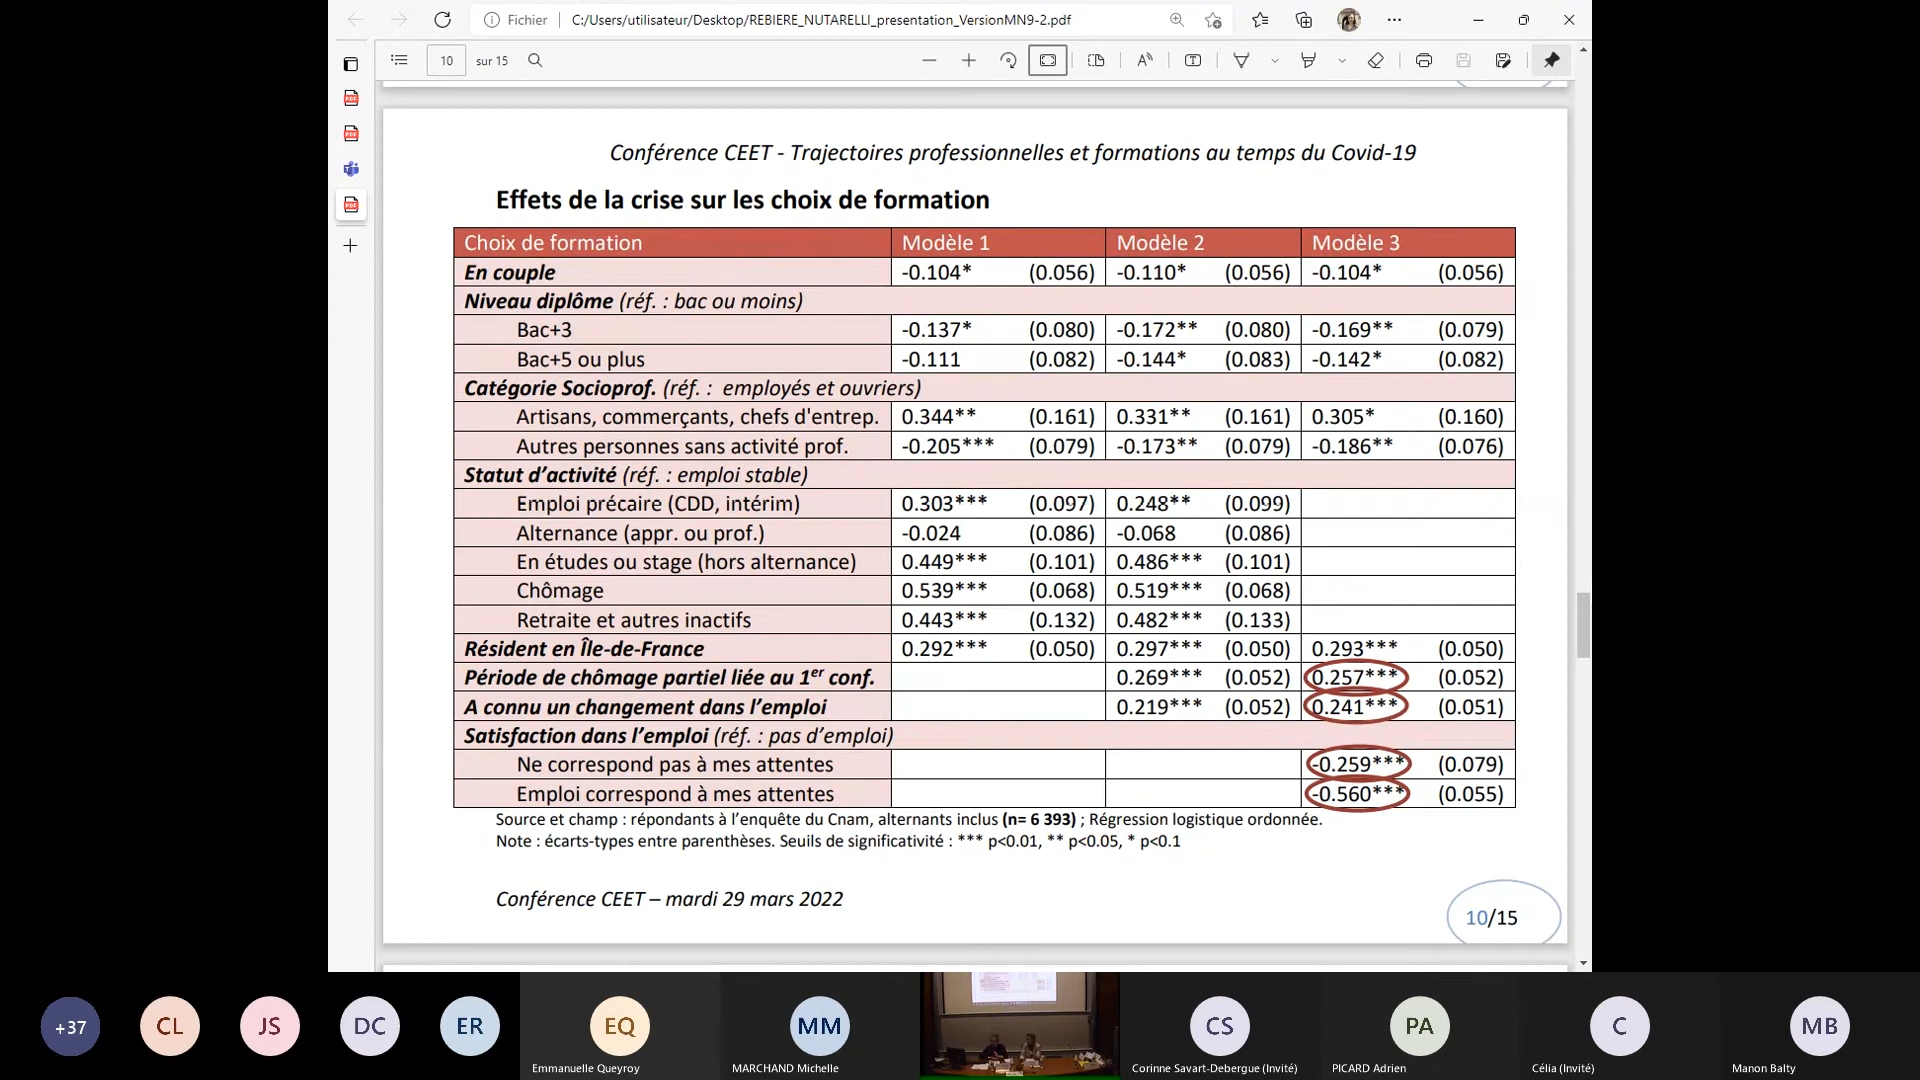 Fichier C:/Users/utilisateur/Desktop/REBIERE_NUTARELLI_presentation_VersionMN9-2.pdf
10 sur 15
Conférence CEET - Trajectoires professionnelles et formations au temps du Covid-19
Effets de la crise sur les choix de formation
Choix de formation Modèle 1 Modèle 2 Modèle 3
En couple -0.104* (0.056) -0.110* (0.056) -0.104* (0.056)
Niveau diplôme (réf. : bac ou moins)
Bac+3 -0.137* (0.080) -0.172** (0.080) -0.169** (0.079)
Bac+5 ou plus -0.111 (0.082) -0.144* (0.083) -0.142* (0.082)
Catégorie Socioprof. (réf. : employés et ouvriers)
Artisans, commerçants, chefs d'entrep. 0.344** (0.161) 0.331** (0.161) 0.305* (0.160)
Autres personnes sans activité prof. -0.205*** (0.079) -0.173** (0.079) -0.186** (0.076)
Statut d’activité (réf. : emploi stable)
Emploi précaire (CDD, intérim) 0.303*** (0.097) 0.248** (0.099)
Alternance (appr. ou prof.) -0.024 (0.086) -0.068 (0.086)
En études ou stage (hors alternance) 0.449*** (0.101) 0.486*** (0.101)
Chômage 0.539*** (0.068) 0.519*** (0.068)
Retraite et autres inactifs 0.443*** (0.132) 0.482*** (0.133)
Résident en Île-de-France 0.292*** (0.050) 0.297*** (0.050) 0.293*** (0.050)
Période de chômage partiel liée au 1er conf. 0.269*** (0.052) 0.257*** (0.052)
A connu un changement dans l’emploi 0.219*** (0.052) 0.241*** (0.051)
Satisfaction dans l’emploi (réf. : pas d’emploi)
Ne correspond pas à mes attentes -0.259*** (0.079)
Emploi correspond à mes attentes -0.560*** (0.055)
Source et champ : répondants à l’enquête du Cnam, alternants inclus (n= 6 393) ; Régression logistique ordonnée.
Note : écarts-types entre parenthèses. Seuils de significativité : *** p<0.01, ** p<0.05, * p<0.1
Conférence CEET – mardi 29 mars 2022
10/15
+37 CL JS DC ER EQ MM CS PA C MB
Emmanuelle Queyroy MARCHAND Michelle Corinne Savart-Debergue (Invité) PICARD Adrien Célia (Invité) Manon Balty